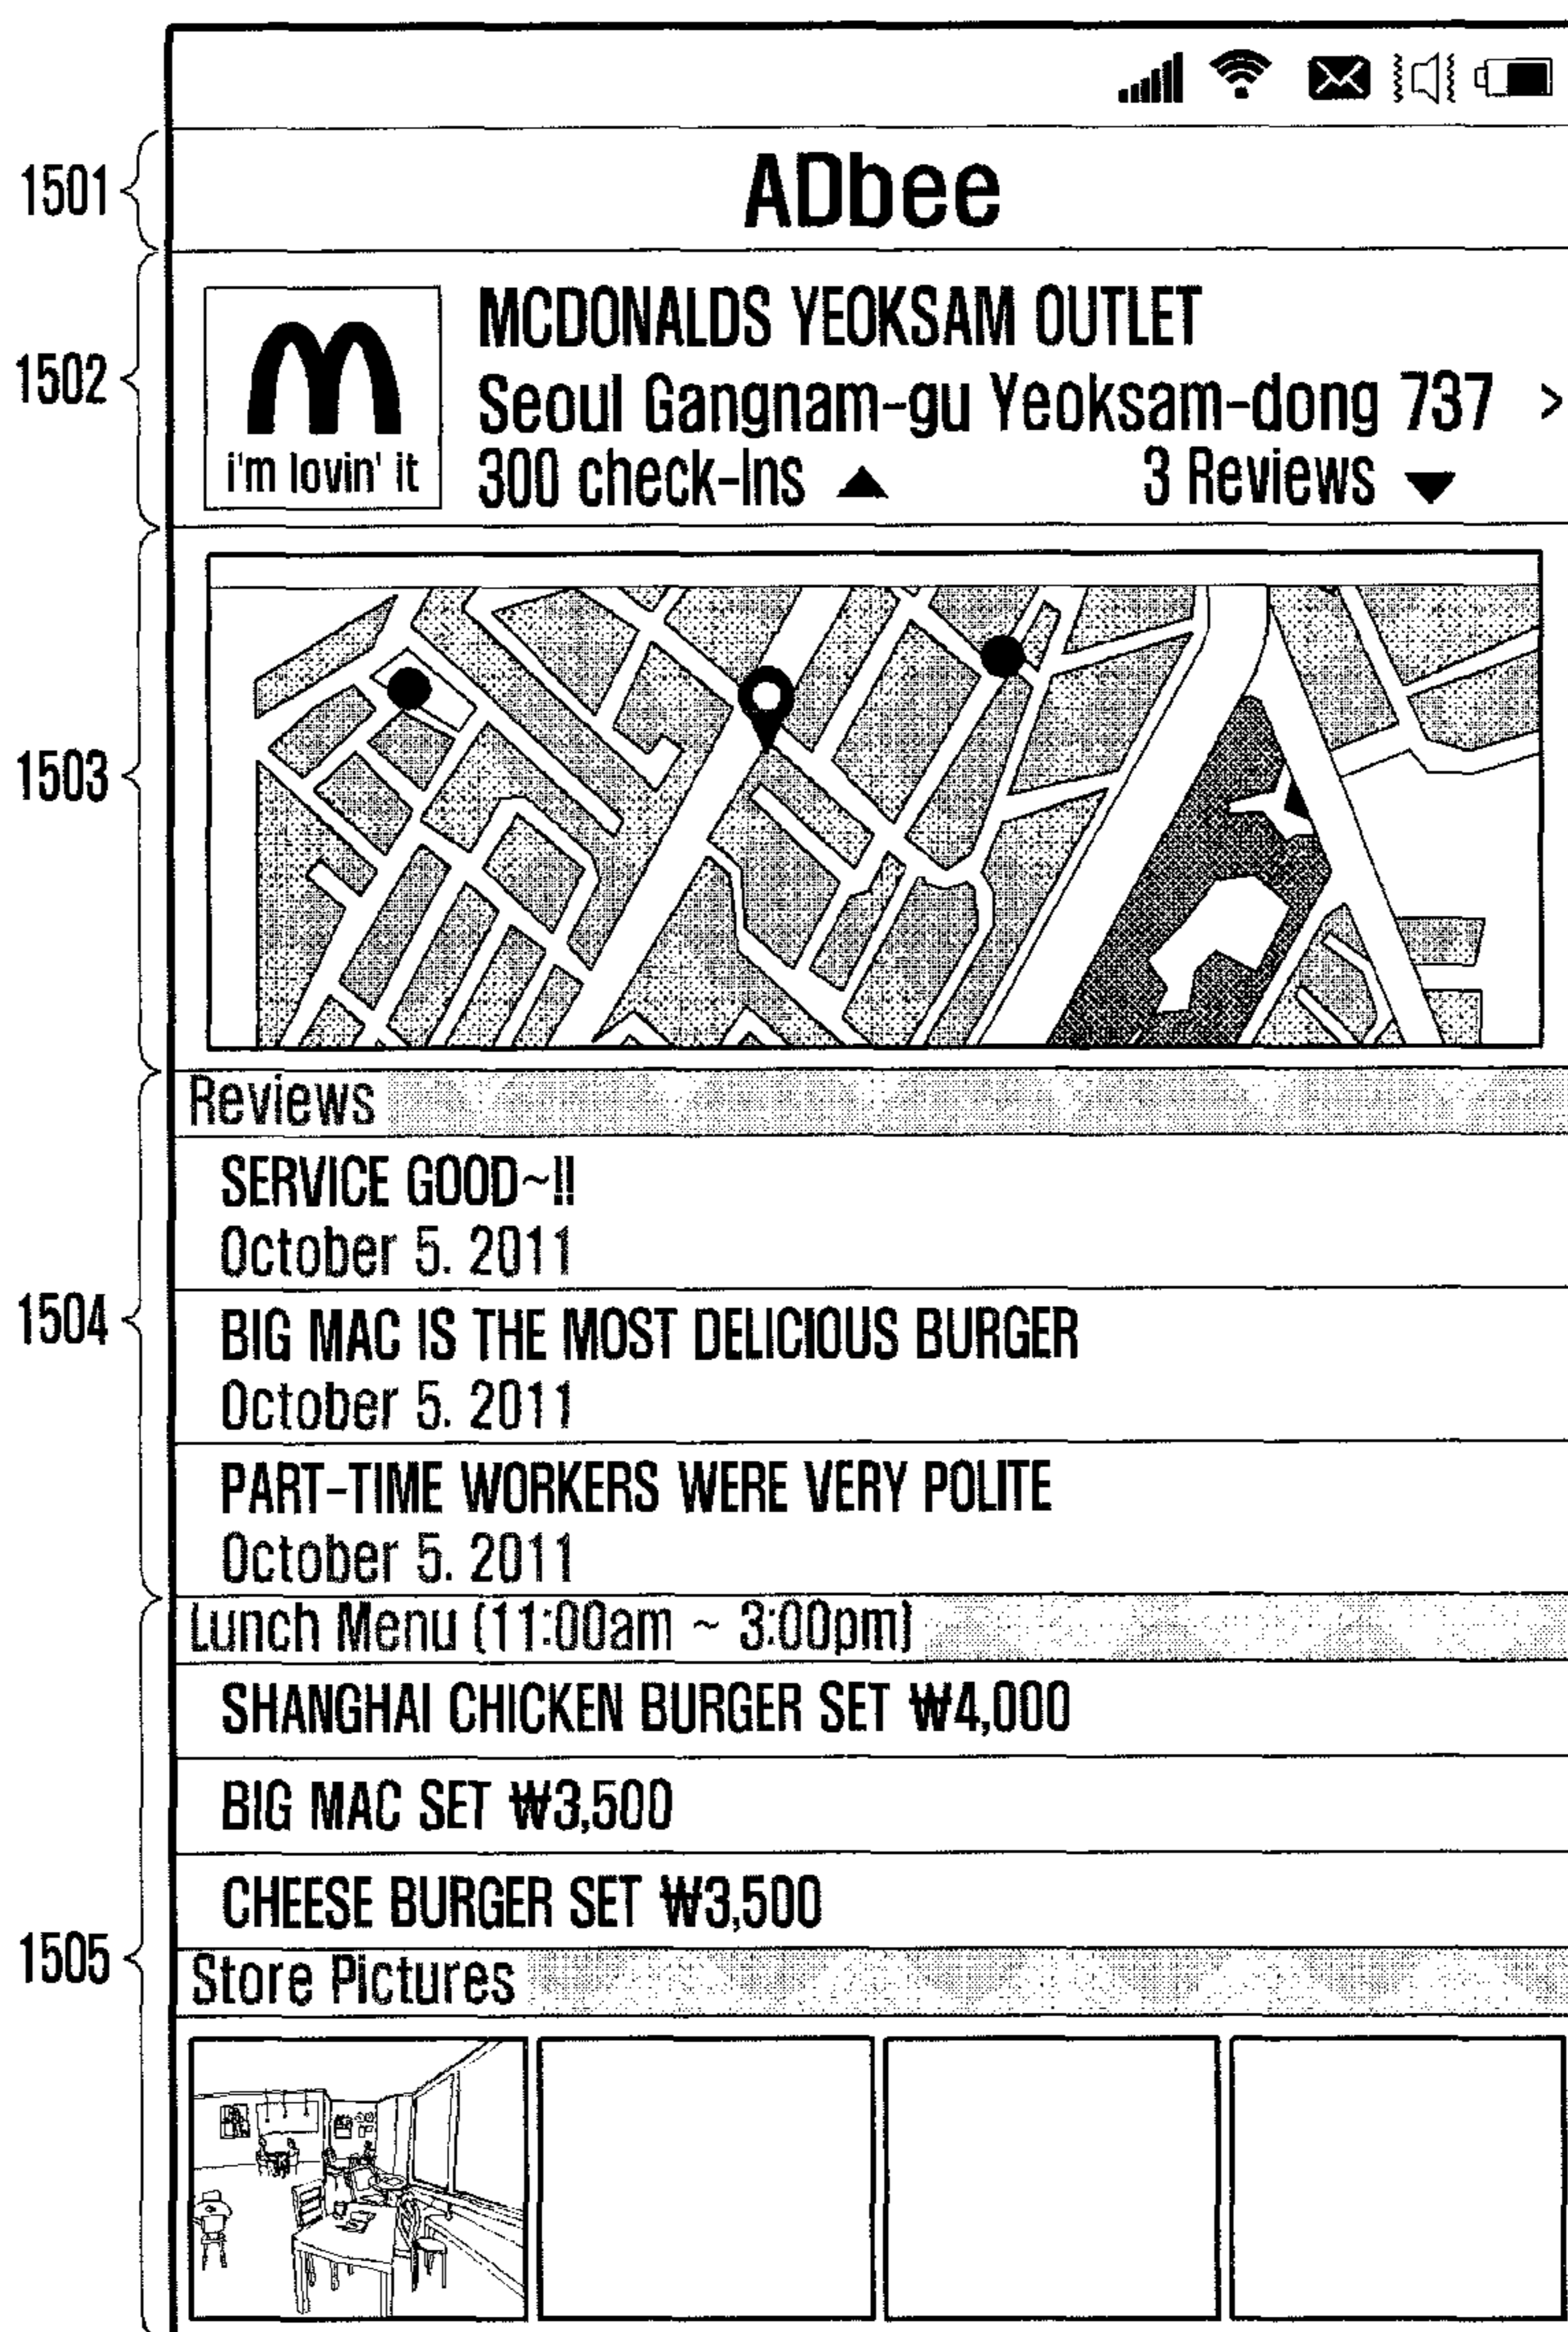 1501
ADbee
1502
i'm lovin' it
MCDONALDS YEOKSAM OUTLET
Seoul Gangnam-gu Yeoksam-dong 737 >
300 check-Ins ▲ 3 Reviews ▼
1503
Reviews
1504
SERVICE GOOD~!!
October 5. 2011
BIG MAC IS THE MOST DELICIOUS BURGER
October 5. 2011
PART-TIME WORKERS WERE VERY POLITE
October 5. 2011
1505
Lunch Menu (11:00am ~ 3:00pm)
SHANGHAI CHICKEN BURGER SET ₩4,000
BIG MAC SET ₩3,500
CHEESE BURGER SET ₩3,500
Store Pictures